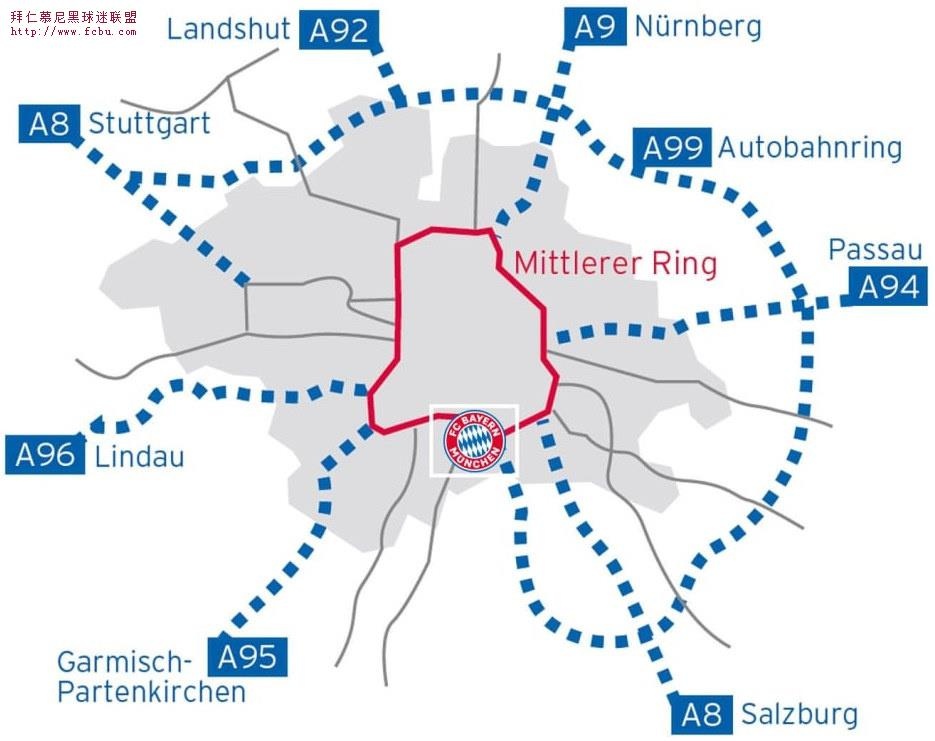 拜仁慕尼黑球迷联盟
http://www.fcbu.com
Landshut A92
A9 Nürnberg
A8 Stuttgart
A99 Autobahnring
Mittlerer Ring
Passau
A94
FC BAYERN
MÜNCHEN
A96 Lindau
Garmisch-
Partenkirchen
A95
A8 Salzburg